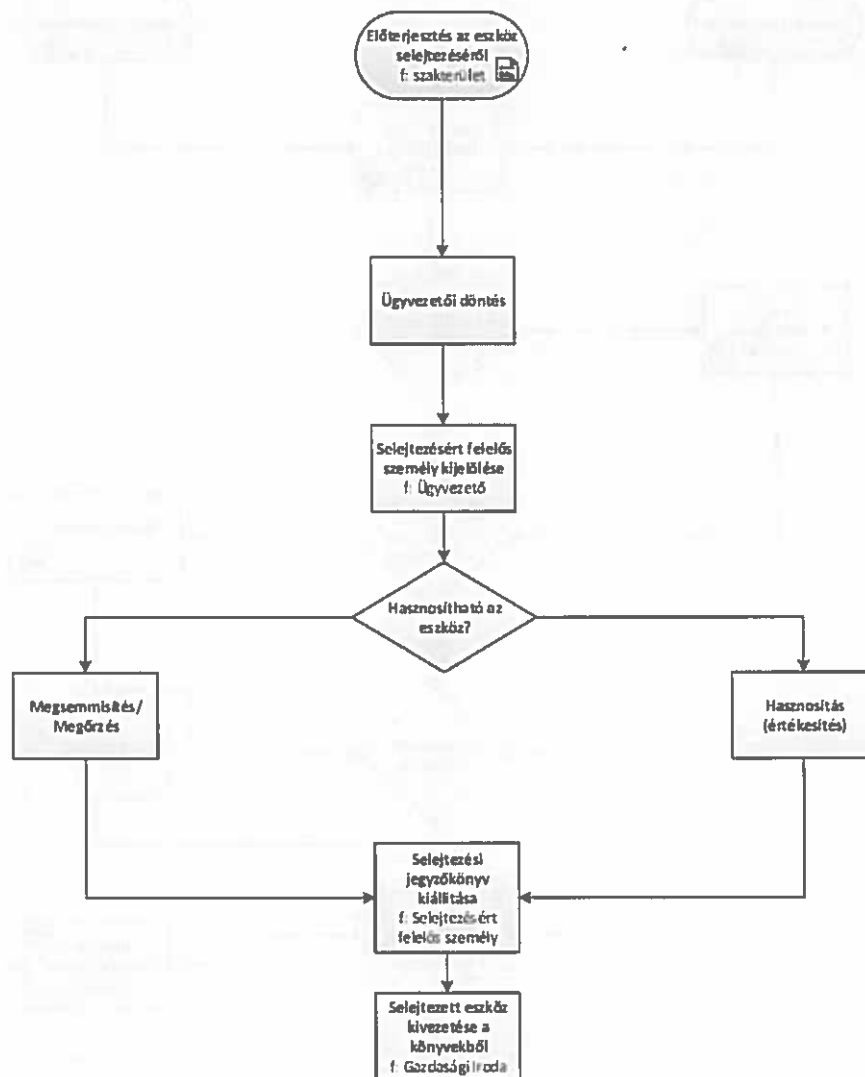 Előterjesztés az eszköz
selejtezéséről
f: szakterület
Ügyvezetői döntés
Selejtezésért felelős
személy kijelölése
f: Ügyvezető
Hasznosítható az
eszköz?
Megsemmisítés/
Megőrzés
Hasznosítás
(értékesítés)
Selejtezési
jegyzőkönyv
kiállítása
f: Selejtezésért
felelős személy
Selejtezett eszköz
kivezetése a
könyvekből
f: Gazdasági Iroda